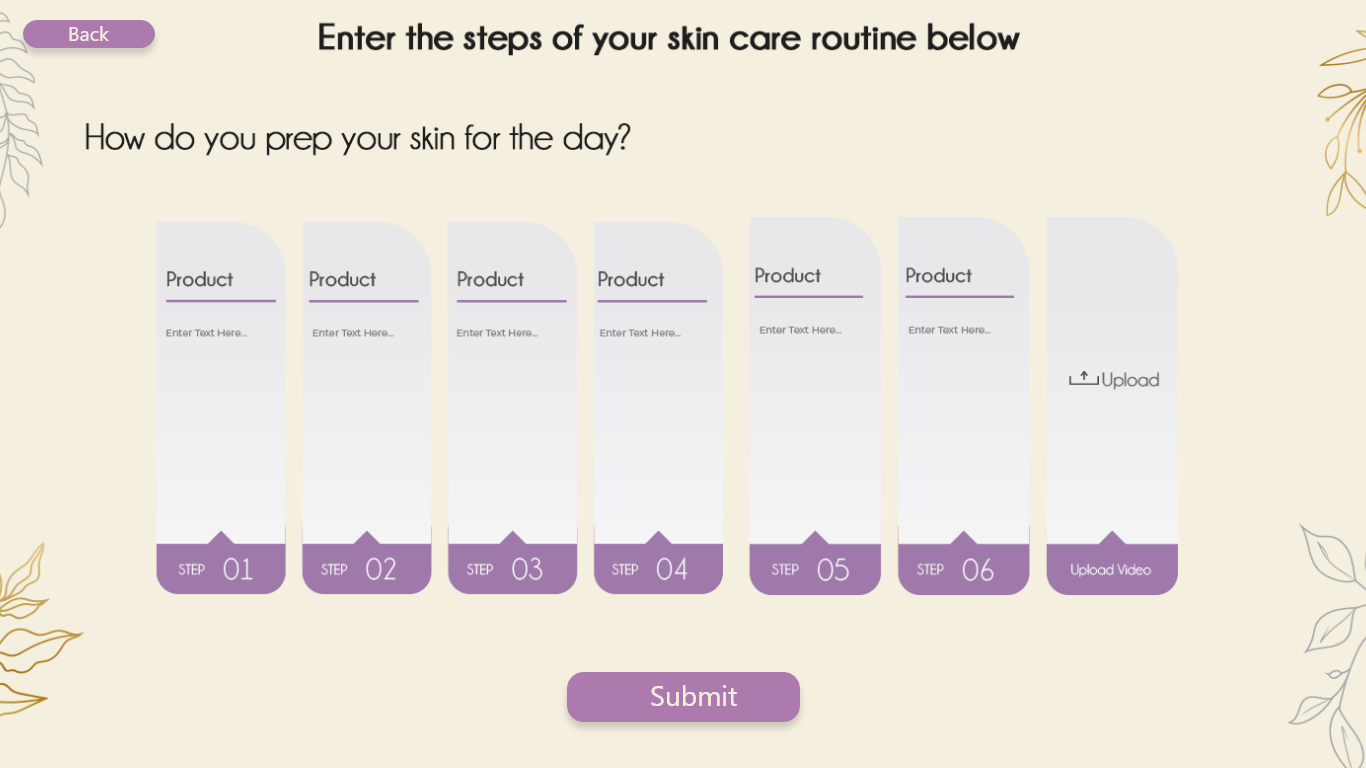 Back
Enter the steps of your skin care routine below
How do you prep your skin for the day?
Product
Enter Text Here...
STEP 01
Product
Enter Text Here...
STEP 02
Product
Enter Text Here...
STEP 03
Product
Enter Text Here...
STEP 04
Product
Enter Text Here...
STEP 05
Product
Enter Text Here...
STEP 06
Upload
Upload Video
Submit